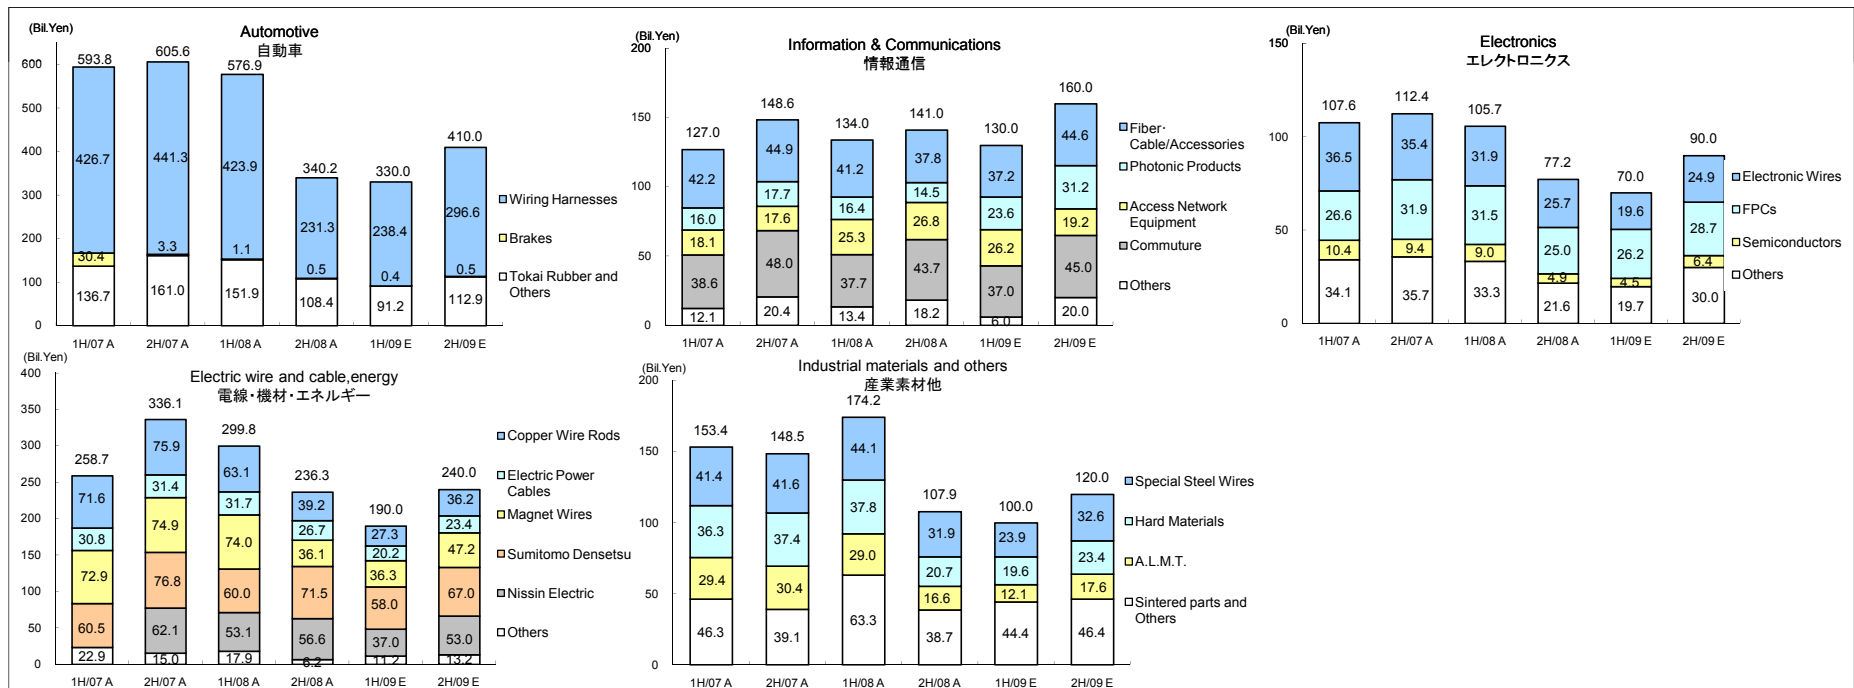 (Bil.Yen)
Automotive
自動車
593.8
605.6
576.9
340.2
330.0
410.0
600
500
400
300
200
100
0
426.7
441.3
423.9
231.3
238.4
296.6
30.4
3.3
1.1
0.5
0.4
0.5
136.7
161.0
151.9
108.4
91.2
112.9
Wiring Harnesses
Brakes
Tokai Rubber and
Others
1H/07 A
2H/07 A
1H/08 A
2H/08 A
1H/09 E
2H/09 E
(Bil.Yen)
Information & Communications
情報通信
200
150
100
50
0
127.0
148.6
134.0
141.0
130.0
160.0
42.2
44.9
41.2
37.8
37.2
44.6
16.0
17.7
16.4
14.5
23.6
31.2
18.1
17.6
25.3
26.8
26.2
19.2
38.6
48.0
37.7
43.7
37.0
45.0
12.1
20.4
13.4
18.2
6.0
20.0
Fiber･
Cable/Accessories
Photonic Products
Access Network
Equipment
Commuture
Others
1H/07 A
2H/07 A
1H/08 A
2H/08 A
1H/09 E
2H/09 E
(Bil.Yen)
Electronics
エレクトロニクス
150
100
50
0
107.6
112.4
105.7
77.2
70.0
90.0
36.5
35.4
31.9
25.7
19.6
24.9
26.6
31.9
31.5
25.0
26.2
28.7
10.4
9.4
9.0
4.9
4.5
6.4
34.1
35.7
33.3
21.6
19.7
30.0
Electronic Wires
FPCs
Semiconductors
Others
1H/07 A
2H/07 A
1H/08 A
2H/08 A
1H/09 E
2H/09 E
(Bil.Yen)
Electric wire and cable,energy
電線･機材･エネルギー
400
350
300
250
200
150
100
50
0
258.7
336.1
299.8
236.3
190.0
240.0
71.6
75.9
63.1
39.2
27.3
36.2
30.8
31.4
31.7
26.7
20.2
23.4
72.9
74.9
74.0
36.1
36.3
47.2
60.5
76.8
60.0
71.5
58.0
67.0
62.1
53.1
56.6
37.0
53.0
22.9
15.0
17.9
6.2
11.2
13.2
Copper Wire Rods
Electric Power
Cables
Magnet Wires
Sumitomo Densetsu
Nissin Electric
Others
1H/07 A
2H/07 A
1H/08 A
2H/08 A
1H/09 E
2H/09 E
(Bil.Yen)
Industrial materials and others
産業素材他
200
150
100
50
0
153.4
148.5
174.2
107.9
100.0
120.0
41.4
41.6
44.1
31.9
23.9
32.6
36.3
37.4
37.8
20.7
19.6
23.4
29.4
30.4
29.0
16.6
12.1
17.6
46.3
39.1
63.3
38.7
44.4
46.4
Special Steel Wires
Hard Materials
A.L.M.T.
Sintered parts and
Others
1H/07 A
2H/07 A
1H/08 A
2H/08 A
1H/09 E
2H/09 E